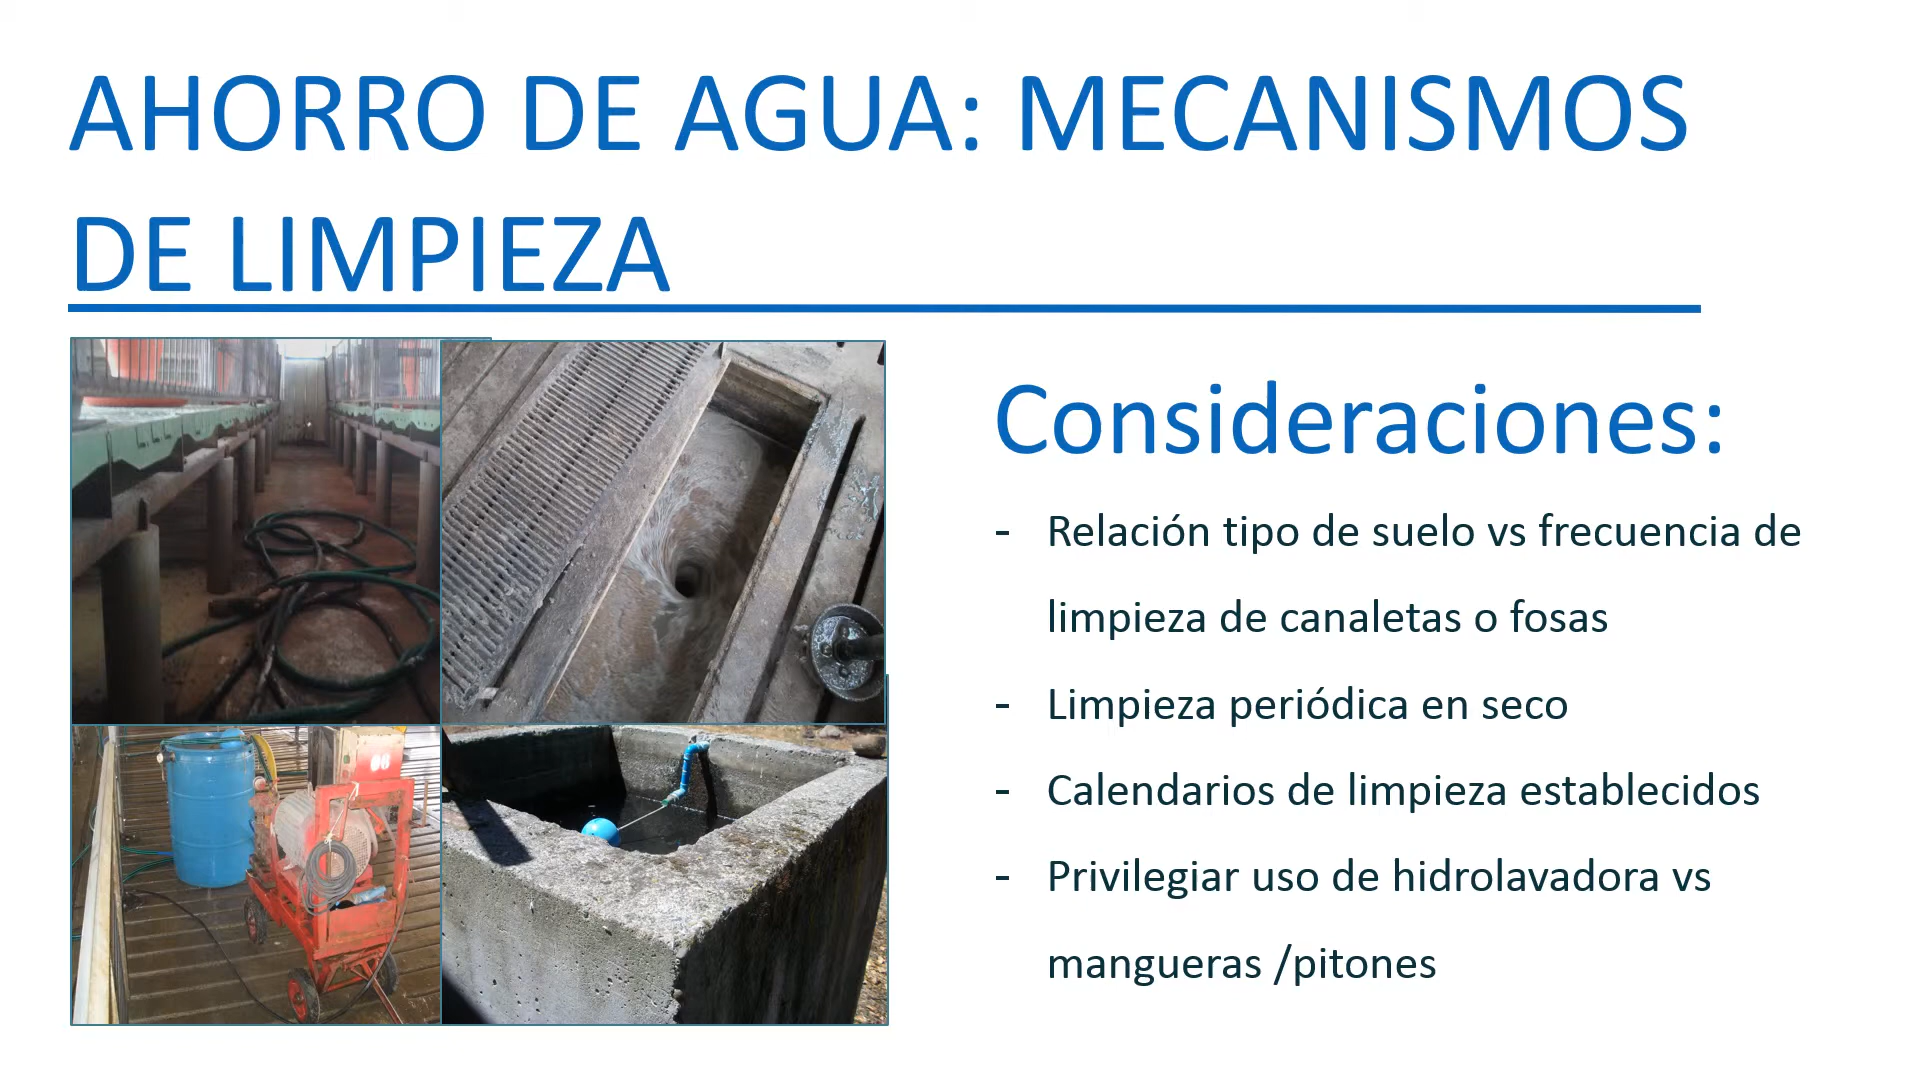 AHORRO DE AGUA: MECANISMOS
DE LIMPIEZA
Consideraciones:
- Relación tipo de suelo vs frecuencia de
limpieza de canaletas o fosas
- Limpieza periódica en seco
- Calendarios de limpieza establecidos
- Privilegiar uso de hidrolavadora vs
mangueras /pitones